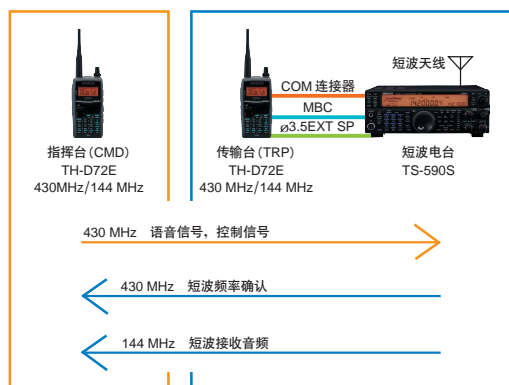 短波天线
COM 连接器
MBC
ø3.5EXT SP
指挥台(CMD)
TH-D72E
430MHz/144 MHz
传输台(TRP)
TH-D72E
430 MHz/144 MHz
短波电台
TS-590S
430 MHz 语音信号，控制信号
430 MHz 短波频率确认
144 MHz 短波接收音频